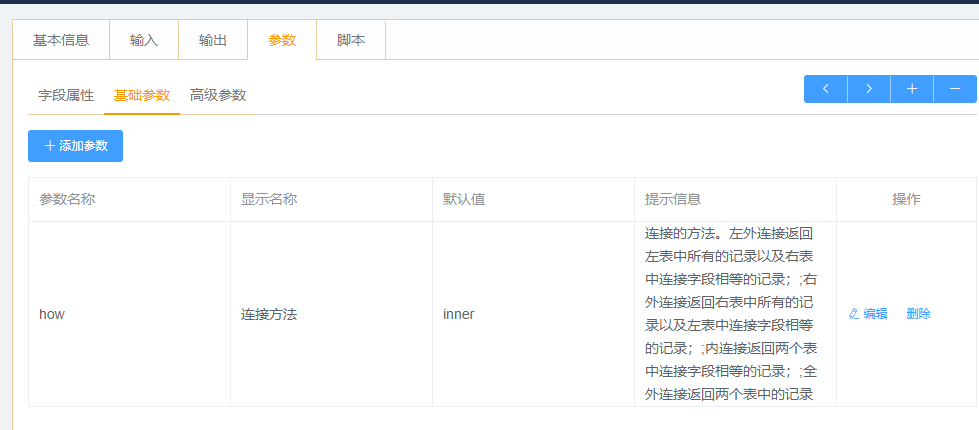 基本信息 输入 输出 参数 脚本
字段属性 基础参数 高级参数
+ 添加参数
参数名称 显示名称 默认值 提示信息 操作
how 连接方法 inner
连接的方法。左外连接返回
左表中所有的记录以及右表
中连接字段相等的记录；;右
外连接返回右表中所有的记
录以及左表中连接字段相等
的记录；;内连接返回两个表
中连接字段相等的记录；;全
外连接返回两个表中的记录
编辑 删除